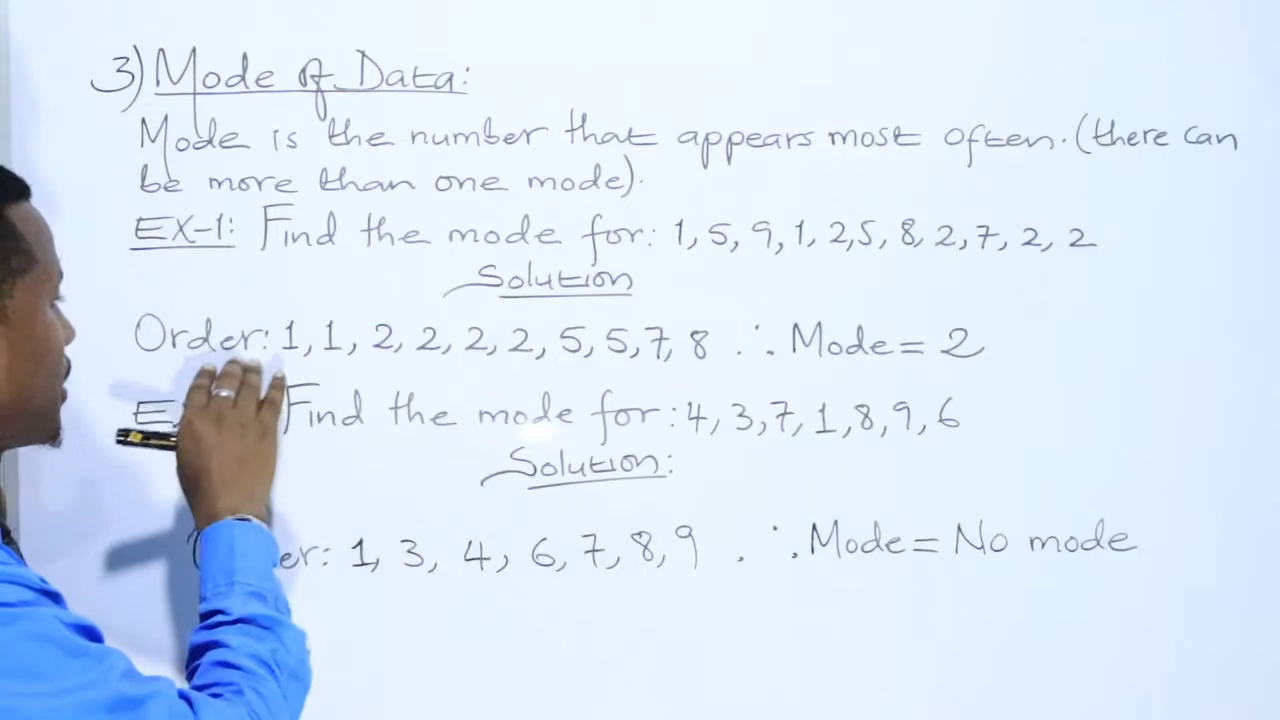 3) Mode of Data:
Mode is the number that appears most often. (there can
be more than one mode).
EX-1: Find the mode for: 1, 5, 9, 1, 2, 5, 8, 2, 7, 2, 2
Solution
Order: 1, 1, 2, 2, 2, 2, 5, 5, 7, 8 ∴ Mode = 2
Find the mode for: 4, 3, 7, 1, 8, 9, 6
Solution:
1, 3, 4, 6, 7, 8, 9. ∴ Mode = No mode